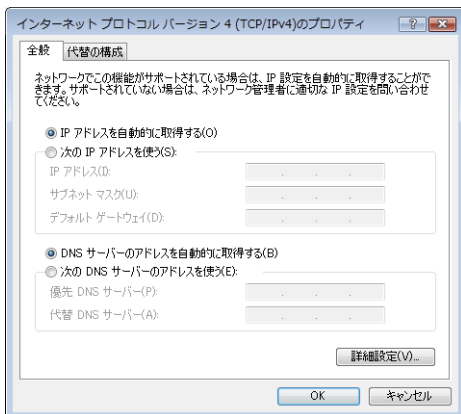 インターネット プロトコル バージョン 4 (TCP/IPv4)のプロパティ
全般
代替の構成
ネットワークでこの機能がサポートされている場合は、IP 設定を自動的に取得することがで
きます。サポートされていない場合は、ネットワーク管理者に適切な IP 設定を問い合わせ
てください。
IP アドレスを自動的に取得する(O)
次の IP アドレスを使う(S):
IP アドレス(I):
サブネット マスク(U):
デフォルト ゲートウェイ(D):
DNS サーバーのアドレスを自動的に取得する(B)
次の DNS サーバーのアドレスを使う(E):
優先 DNS サーバー(P):
代替 DNS サーバー(A):
詳細設定(V)...
OK
キャンセル